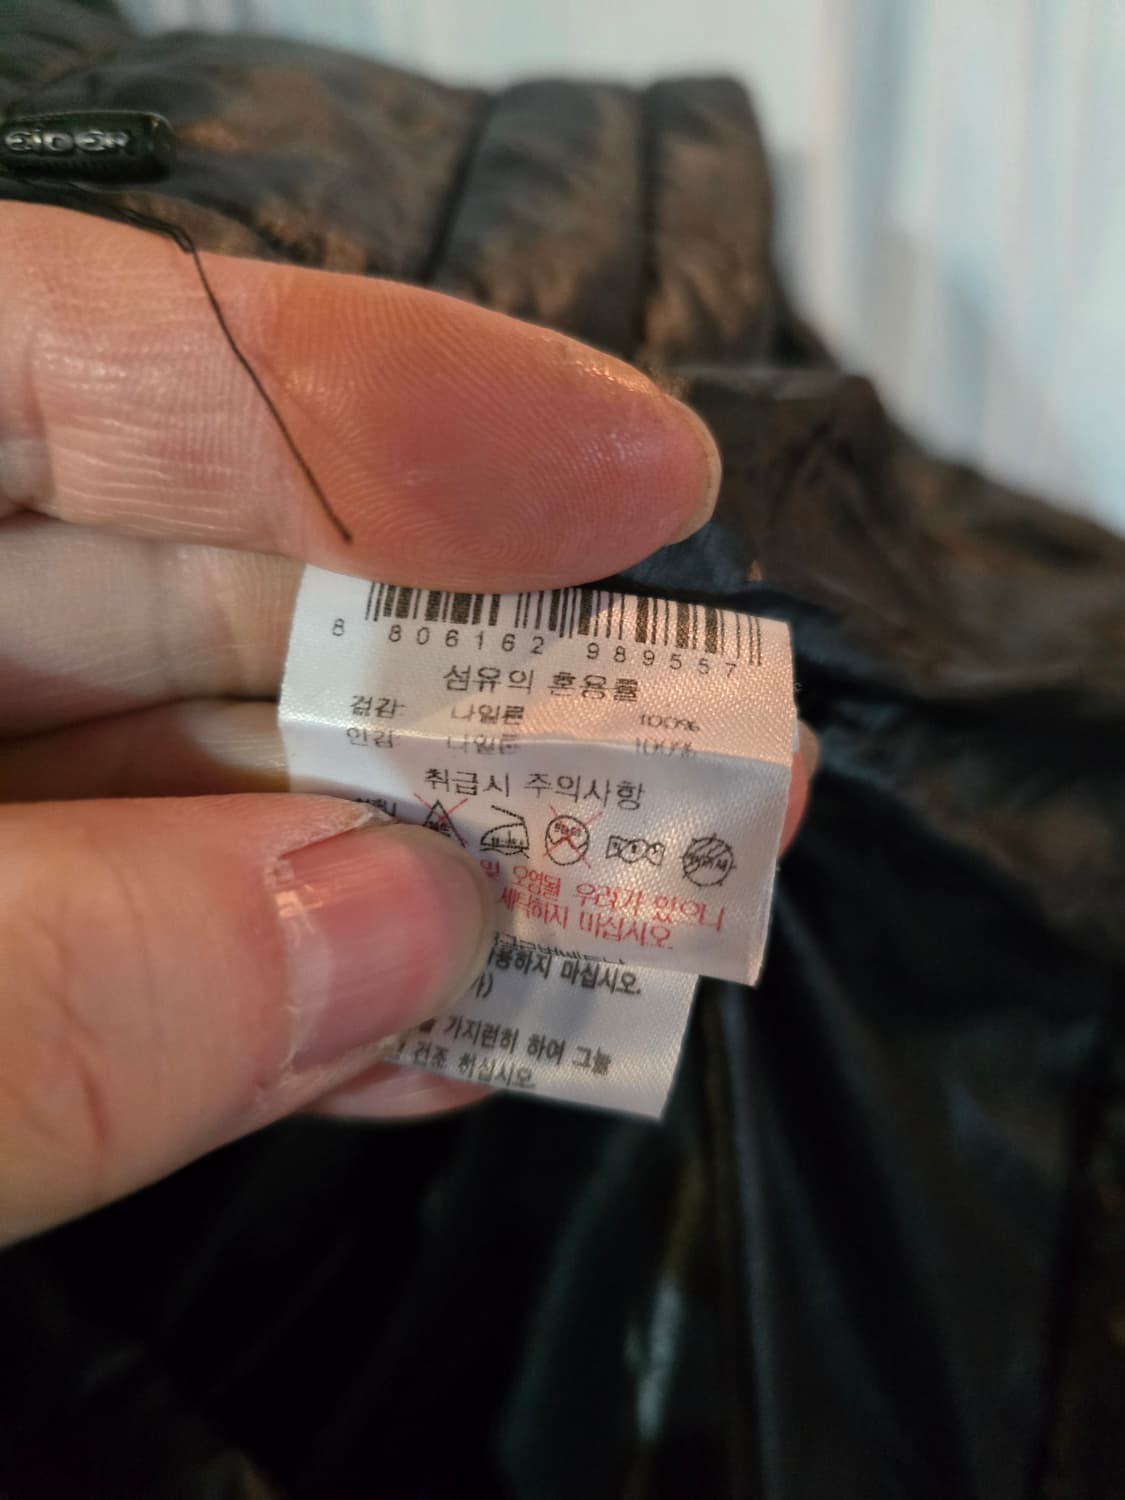 EiDER
8 806162 989557
섬유의 혼용률
겉감: 나일론 100%
안감: 나일론 100%
취급시 주의사항
및 오염될 우려가 있으니
세탁하지 마십시오.
하지 마십시오.
가)
가지런히 하여 그늘
건조 하십시오.